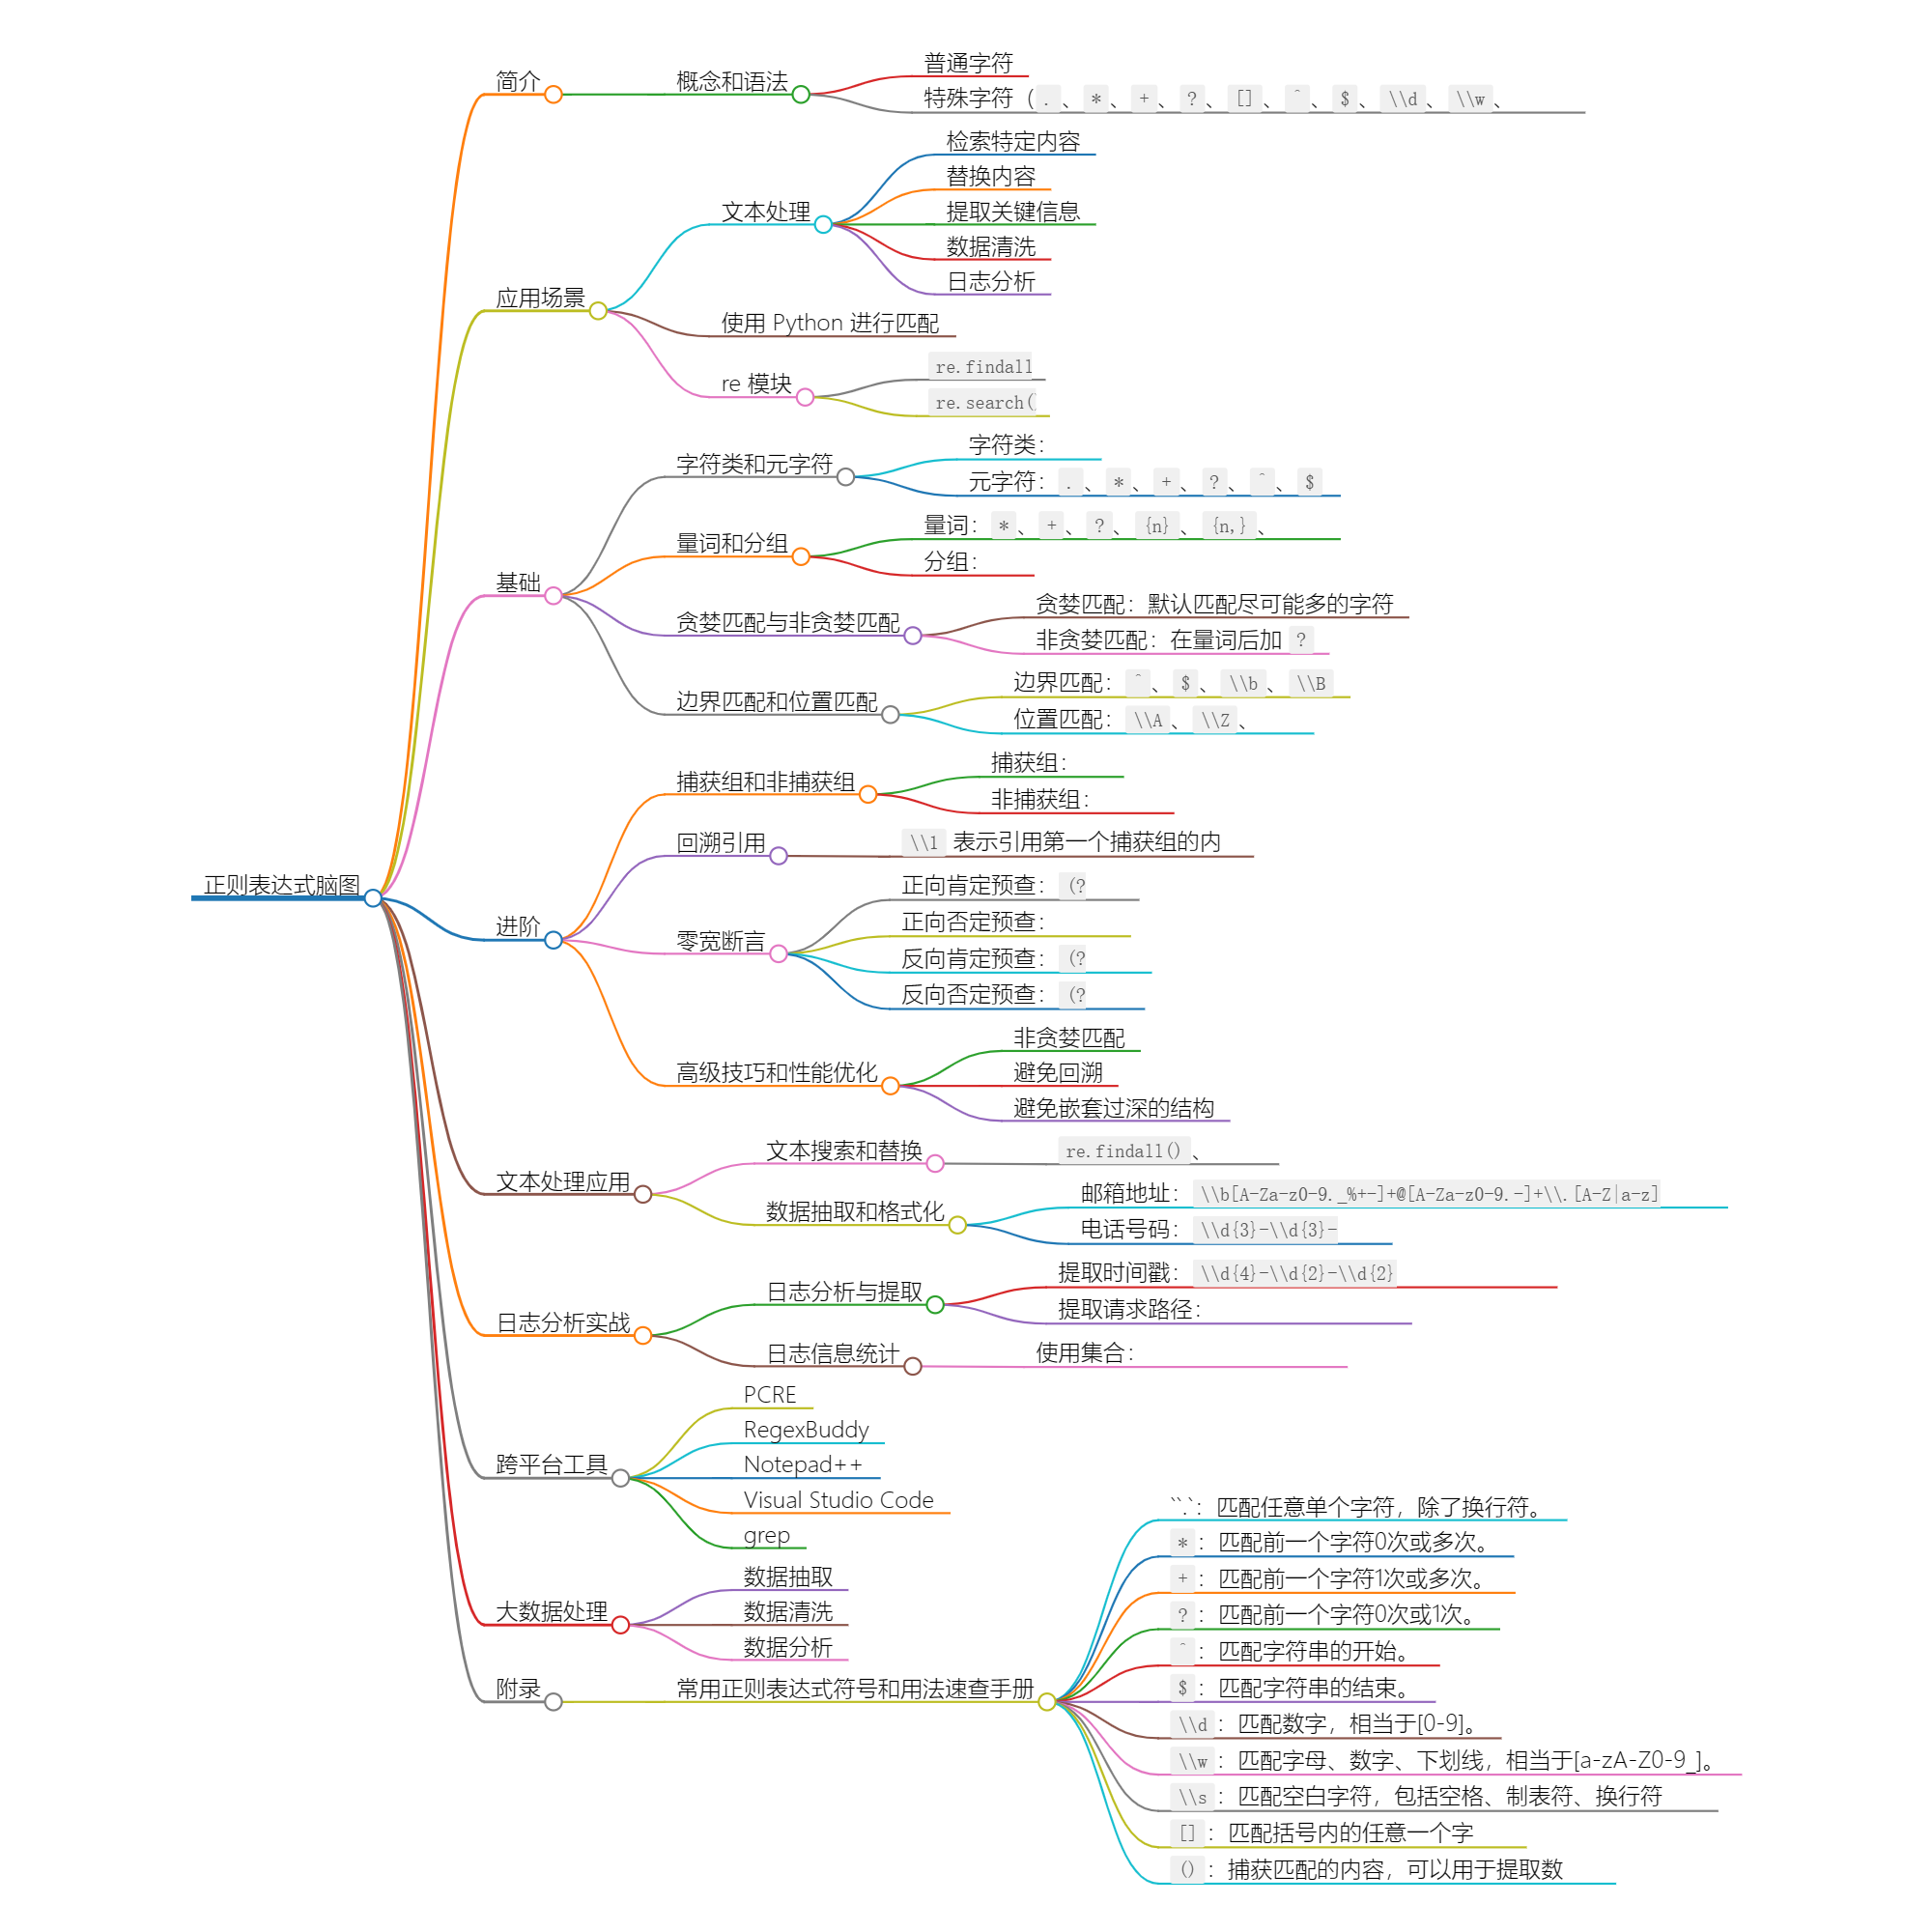 正则表达式脑图
简介
概念和语法
普通字符
特殊字符（.、*、+、?、[]、^、$、\\d、\\w、
应用场景
文本处理
检索特定内容
替换内容
提取关键信息
数据清洗
日志分析
使用 Python 进行匹配
re 模块
re.findall
re.search(
基础
字符类和元字符
字符类：
元字符：.、*、+、?、^、$
量词和分组
量词：*、+、?、{n}、{n,}、
分组：
贪婪匹配与非贪婪匹配
贪婪匹配：默认匹配尽可能多的字符
非贪婪匹配：在量词后加 ?
边界匹配和位置匹配
边界匹配：^、$、\\b、\\B
位置匹配：\\A、\\Z、
进阶
捕获组和非捕获组
捕获组：
非捕获组：
回溯引用
\\1 表示引用第一个捕获组的内
零宽断言
正向肯定预查：(?
正向否定预查：
反向肯定预查：(?
反向否定预查：(?
高级技巧和性能优化
非贪婪匹配
避免回溯
避免嵌套过深的结构
文本处理应用
文本搜索和替换
re.findall()、
数据抽取和格式化
邮箱地址：\\b[A-Za-z0-9._%+-]+@[A-Za-z0-9.-]+\\.[A-Z|a-z]
电话号码：\\d{3}-\\d{3}-
日志分析实战
日志分析与提取
提取时间戳：\\d{4}-\\d{2}-\\d{2}
提取请求路径：
日志信息统计
使用集合：
跨平台工具
PCRE
RegexBuddy
Notepad++
Visual Studio Code
grep
大数据处理
数据抽取
数据清洗
数据分析
附录
常用正则表达式符号和用法速查手册
``.`：匹配任意单个字符，除了换行符。
*：匹配前一个字符0次或多次。
+：匹配前一个字符1次或多次。
?：匹配前一个字符0次或1次。
^：匹配字符串的开始。
$：匹配字符串的结束。
\\d：匹配数字，相当于[0-9]。
\\w：匹配字母、数字、下划线，相当于[a-zA-Z0-9_]。
\\s：匹配空白字符，包括空格、制表符、换行符
[]：匹配括号内的任意一个字
()：捕获匹配的内容，可以用于提取数